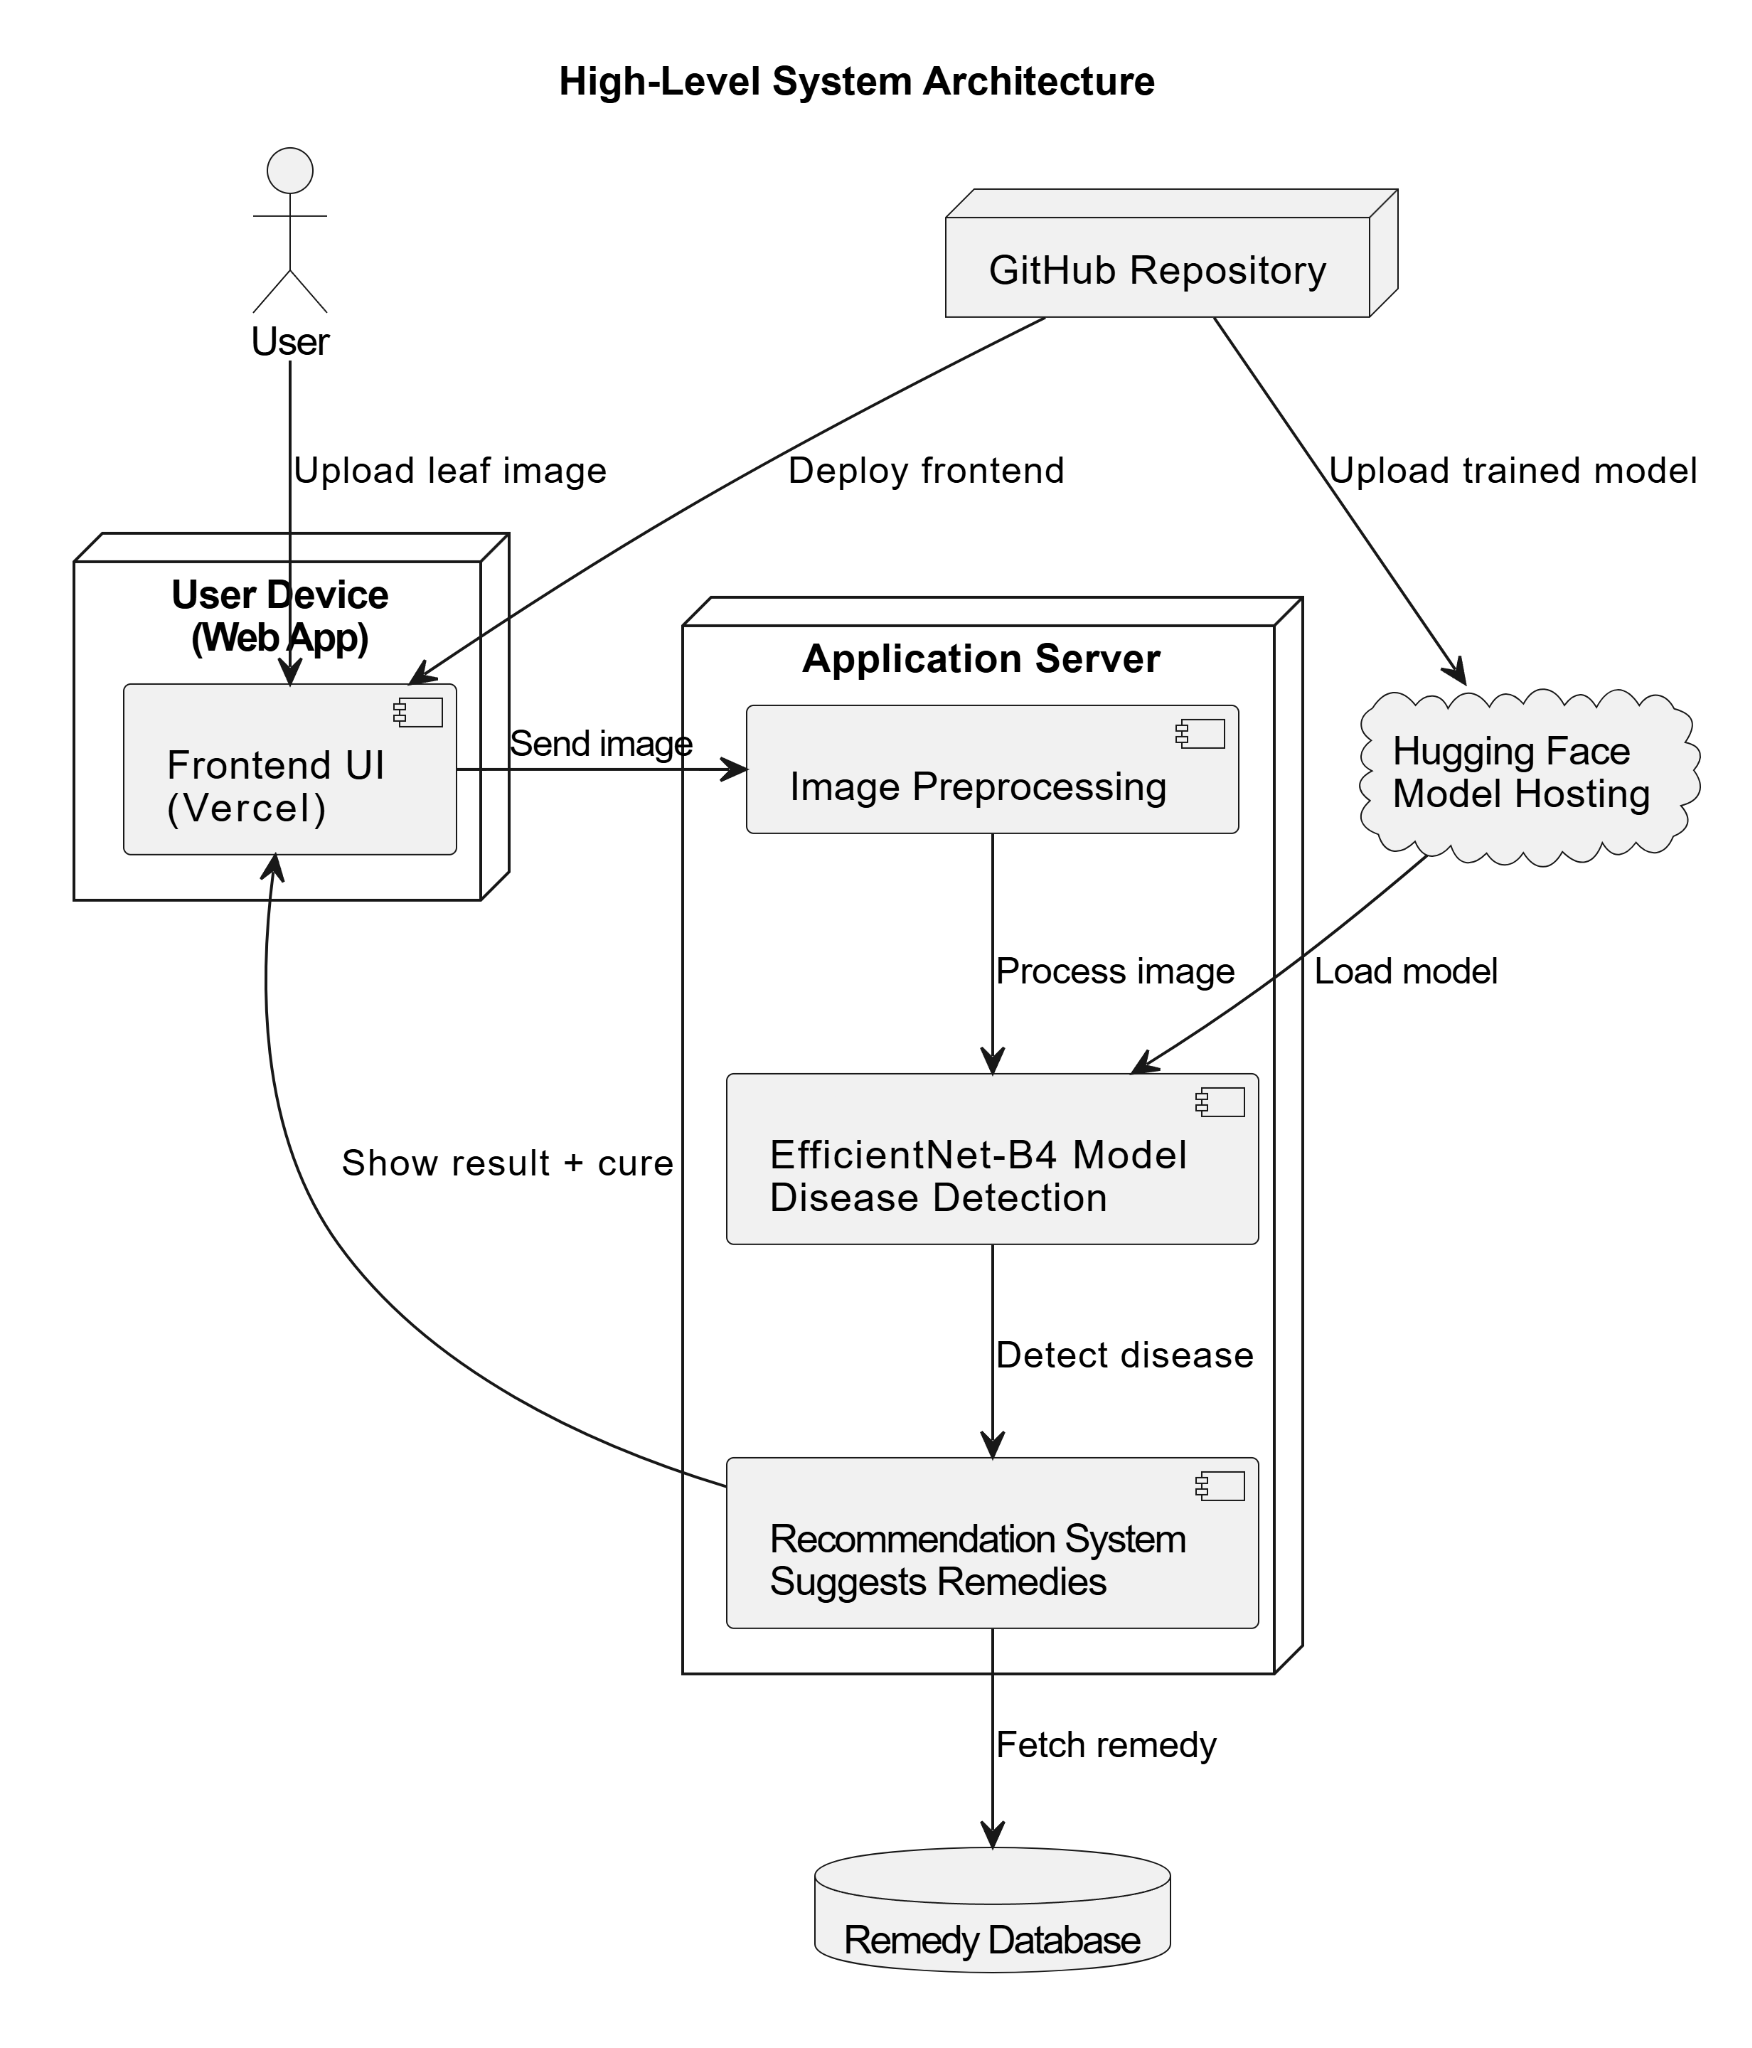 High-Level System Architecture
User
GitHub Repository
Upload leaf image
Deploy frontend
Upload trained model
User Device
(Web App)
Application Server
Frontend UI
(Vercel)
Send image
Image Preprocessing
Hugging Face
Model Hosting
Process image
Load model
EfficientNet-B4 Model
Disease Detection
Show result + cure
Detect disease
Recommendation System
Suggests Remedies
Fetch remedy
Remedy Database